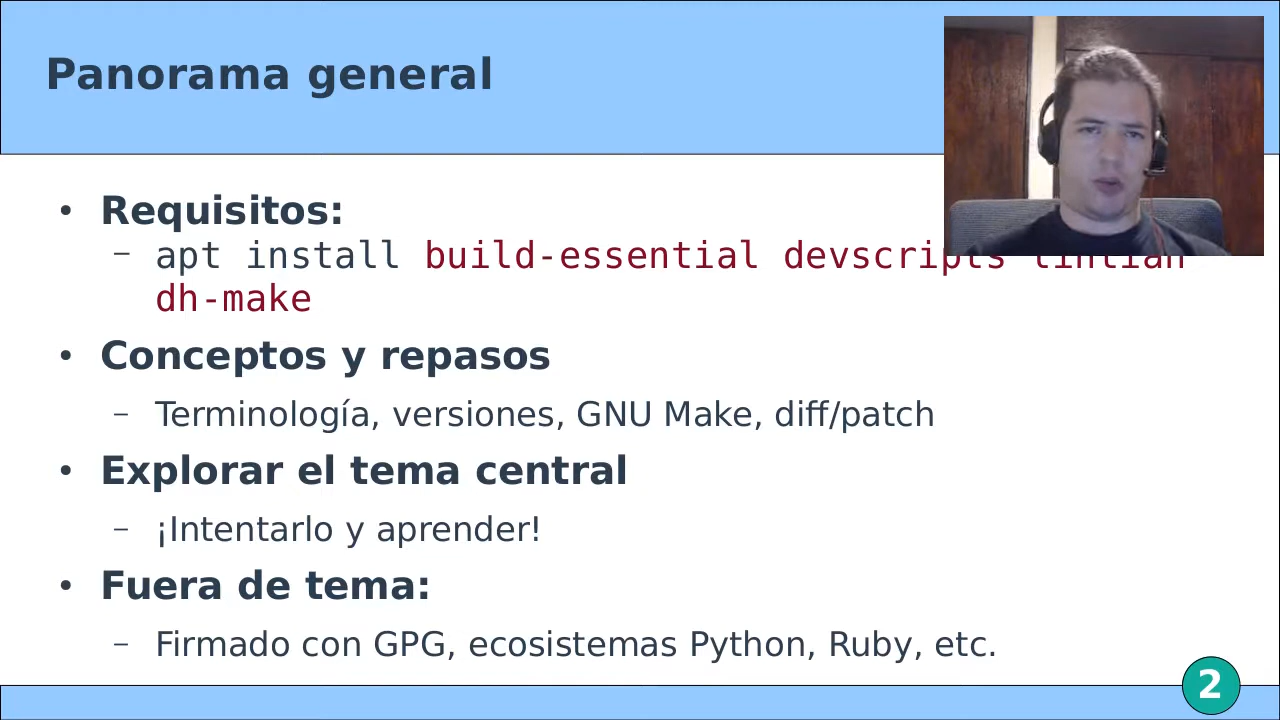 Panorama general
• Requisitos:
– apt install build-essential devscripts lintian
dh-make
• Conceptos y repasos
– Terminología, versiones, GNU Make, diff/patch
• Explorar el tema central
– ¡Intentarlo y aprender!
• Fuera de tema:
– Firmado con GPG, ecosistemas Python, Ruby, etc.
2